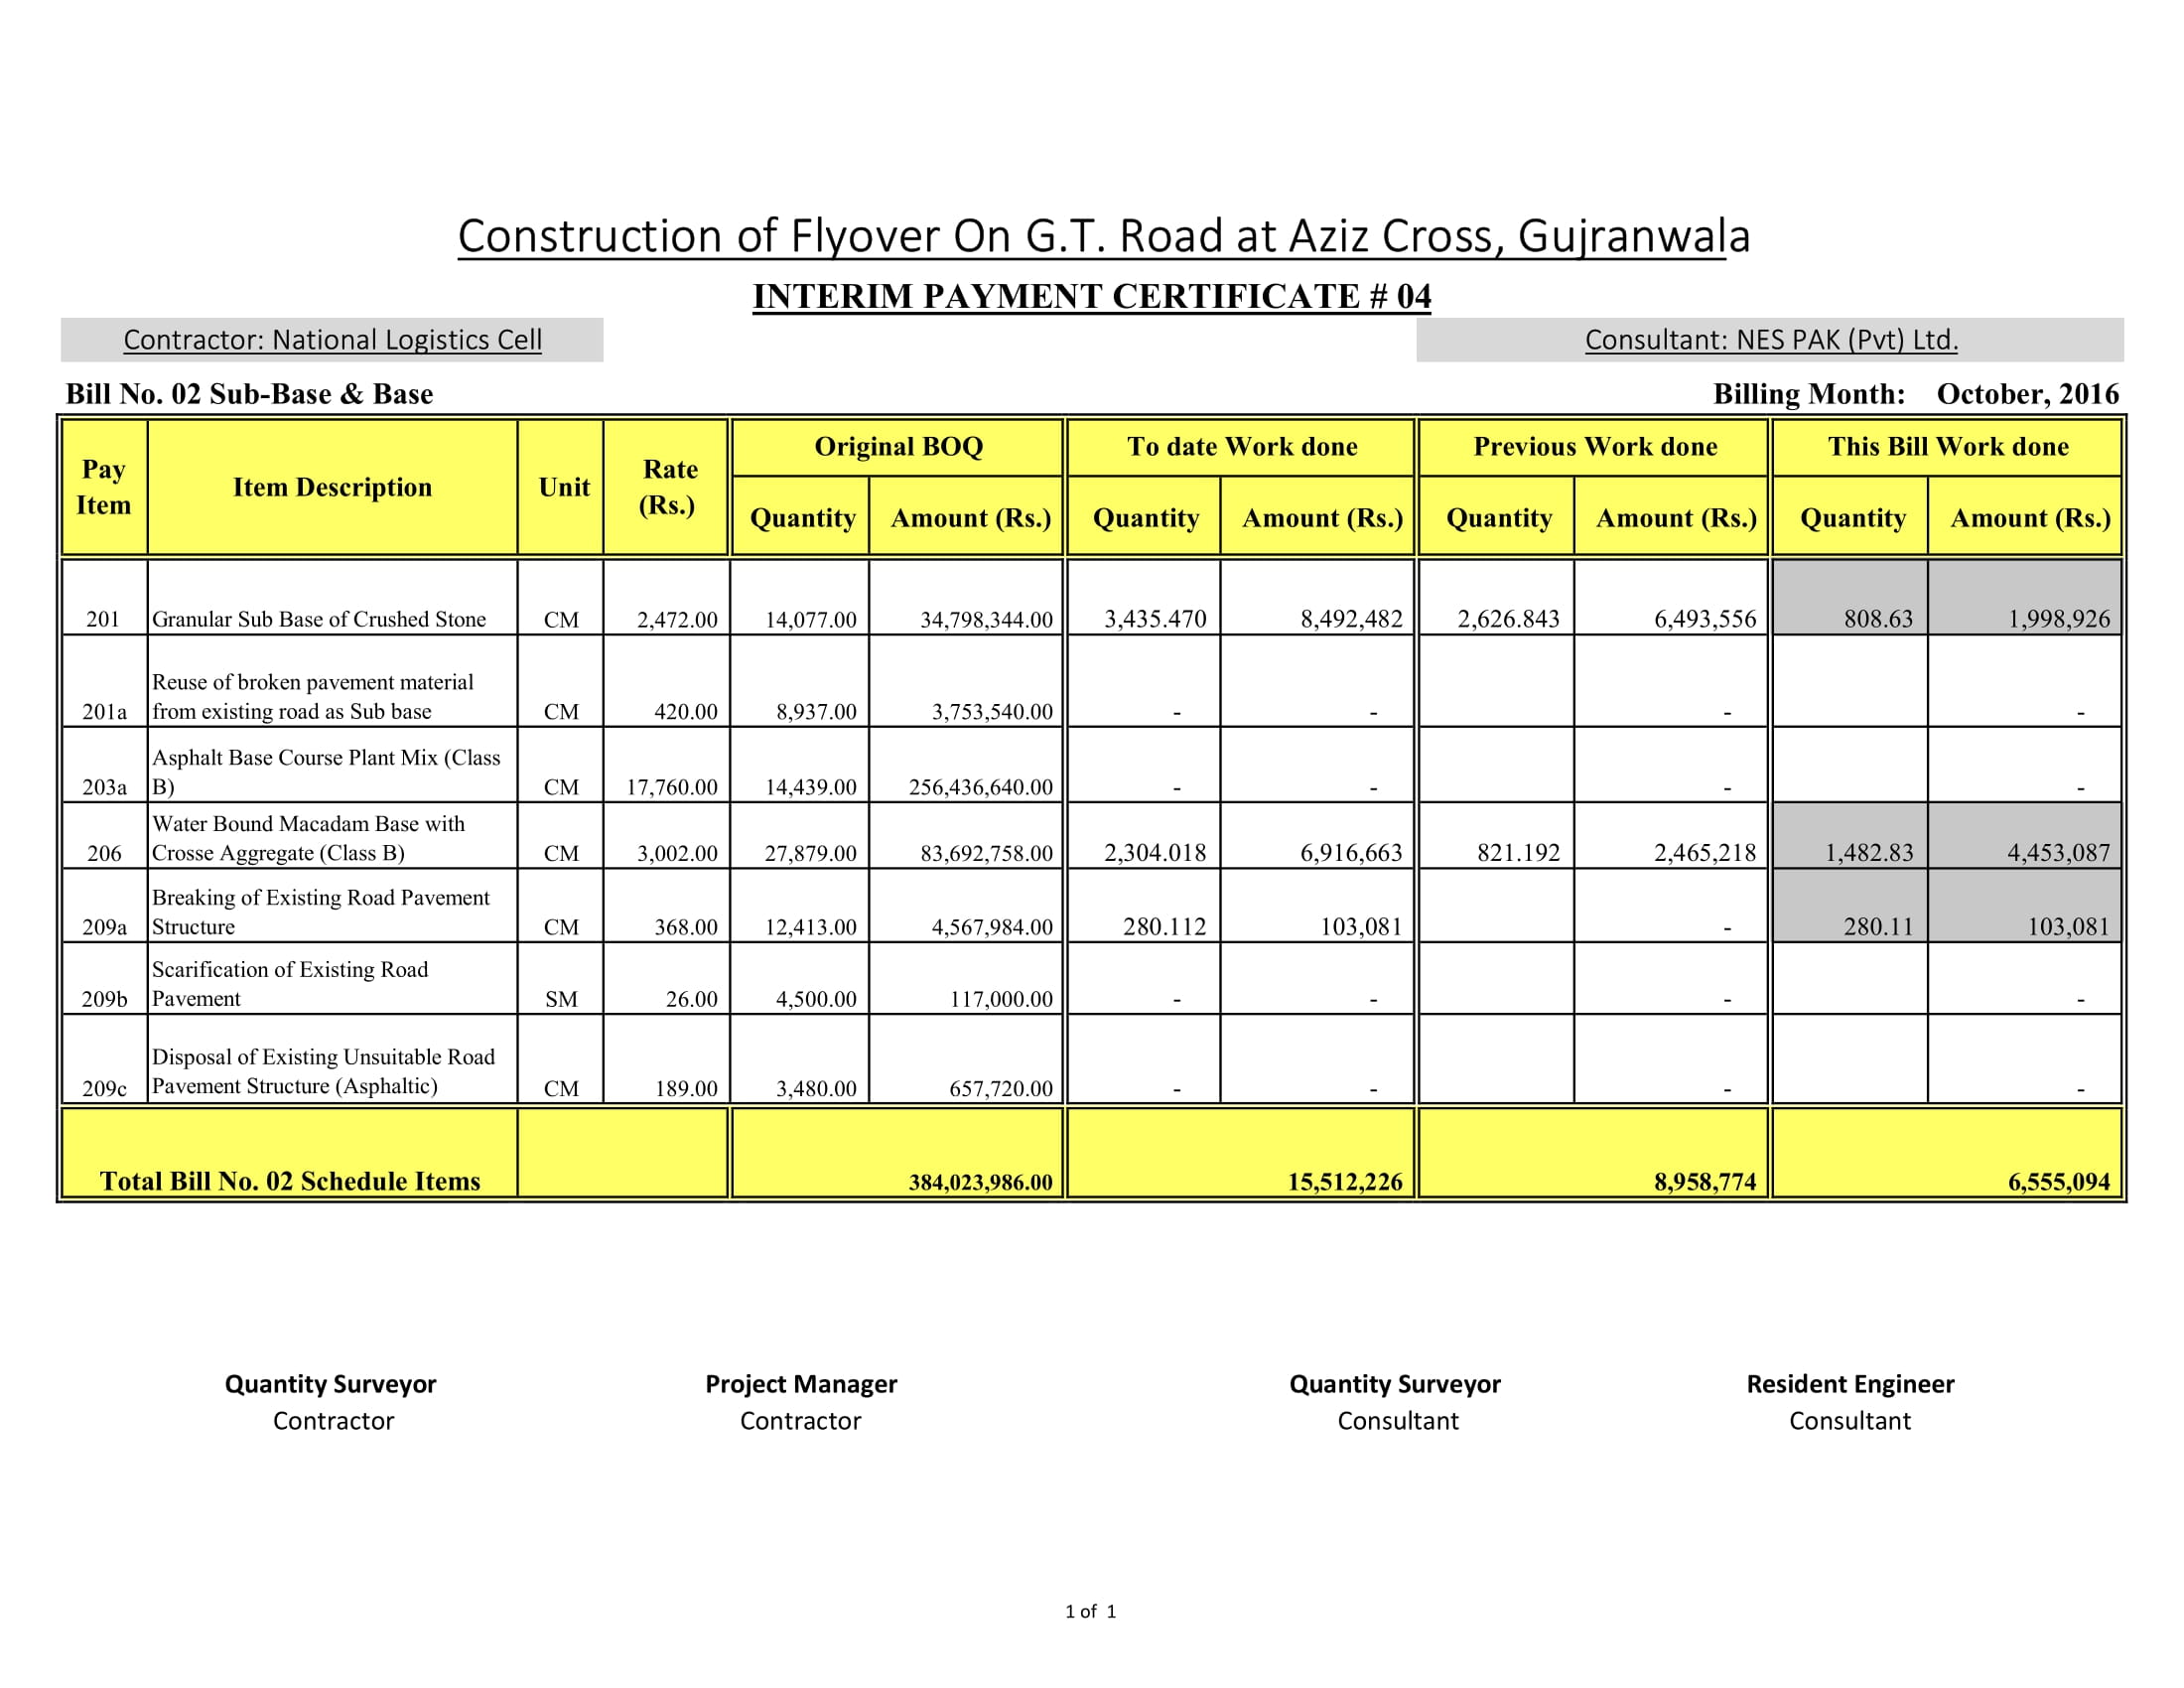 Construction of Flyover On G.T. Road at Aziz Cross, Gujranwala
INTERIM PAYMENT CERTIFICATE # 04
Contractor: National Logistics Cell Consultant: NES PAK (Pvt) Ltd.
Bill No. 02 Sub-Base & Base Billing Month: October, 2016
Pay Item Item Description Unit Rate (Rs.) Original BOQ To date Work done Previous Work done This Bill Work done
Quantity Amount (Rs.) Quantity Amount (Rs.) Quantity Amount (Rs.) Quantity Amount (Rs.)
201 Granular Sub Base of Crushed Stone CM 2,472.00 14,077.00 34,798,344.00 3,435.470 8,492,482 2,626.843 6,493,556 808.63 1,998,926
Reuse of broken pavement material
201a from existing road as Sub base CM 420.00 8,937.00 3,753,540.00 - - - -
Asphalt Base Course Plant Mix (Class
203a B) CM 17,760.00 14,439.00 256,436,640.00 - - - -
Water Bound Macadam Base with
206 Crosse Aggregate (Class B) CM 3,002.00 27,879.00 83,692,758.00 2,304.018 6,916,663 821.192 2,465,218 1,482.83 4,453,087
Breaking of Existing Road Pavement
209a Structure CM 368.00 12,413.00 4,567,984.00 280.112 103,081 - 280.11 103,081
Scarification of Existing Road
209b Pavement SM 26.00 4,500.00 117,000.00 - - - -
Disposal of Existing Unsuitable Road
209c Pavement Structure (Asphaltic) CM 189.00 3,480.00 657,720.00 - - - -
Total Bill No. 02 Schedule Items 384,023,986.00 15,512,226 8,958,774 6,555,094
Quantity Surveyor Project Manager Quantity Surveyor Resident Engineer
Contractor Contractor Consultant Consultant
1 of 1